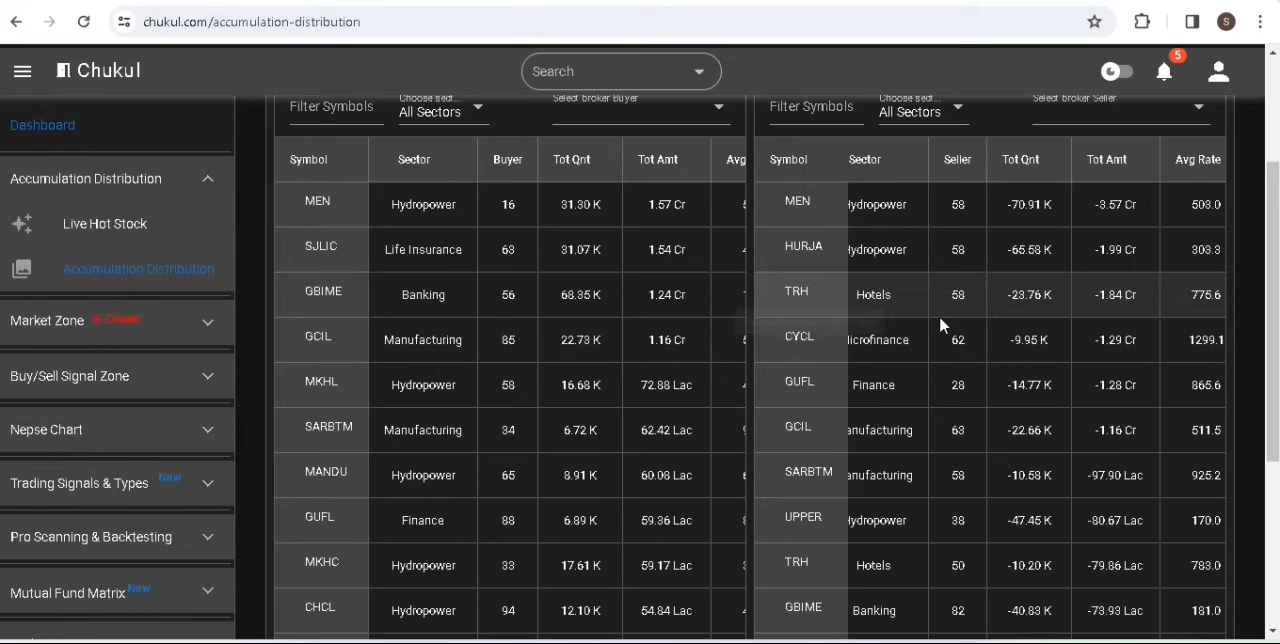 chukul.com/accumulation-distribution
S
Chukul
Search
5
Dashboard
Accumulation Distribution
Live Hot Stock
Accumulation Distribution
Market Zone Closed
Buy/Sell Signal Zone
Nepse Chart
Trading Signals & Types New
Pro Scanning & Backtesting
Mutual Fund Matrix New
Filter Symbols Choose sect... All Sectors Select broker Buyer
Symbol Sector Buyer Tot Qnt Tot Amt Avg
MEN Hydropower 16 31.30 K 1.57 Cr
SJLIC Life Insurance 63 31.07 K 1.54 Cr
GBIME Banking 56 68.35 K 1.24 Cr
GCIL Manufacturing 85 22.73 K 1.16 Cr
MKHL Hydropower 58 16.68 K 72.88 Lac
SARBTM Manufacturing 34 6.72 K 62.42 Lac
MANDU Hydropower 65 8.91 K 60.08 Lac
GUFL Finance 88 6.89 K 59.36 Lac
MKHC Hydropower 33 17.61 K 59.17 Lac
CHCL Hydropower 94 12.10 K 54.84 Lac
Filter Symbols Choose sect... All Sectors Select broker Seller
Symbol Sector Seller Tot Qnt Tot Amt Avg Rate
MEN ydropower 58 -70.91 K -3.57 Cr 503.0
HURJA ydropower 58 -65.58 K -1.99 Cr 303.3
TRH Hotels 58 -23.76 K -1.84 Cr 775.6
CYCL icrofinance 62 -9.95 K -1.29 Cr 1299.1
GUFL Finance 28 -14.77 K -1.28 Cr 865.6
GCIL anufacturing 63 -22.66 K -1.16 Cr 511.5
SARBTM anufacturing 58 -10.58 K -97.90 Lac 925.2
UPPER ydropower 38 -47.45 K -80.67 Lac 170.0
TRH Hotels 50 -10.20 K -79.86 Lac 783.0
GBIME Banking 82 -40.83 K -73.93 Lac 181.0